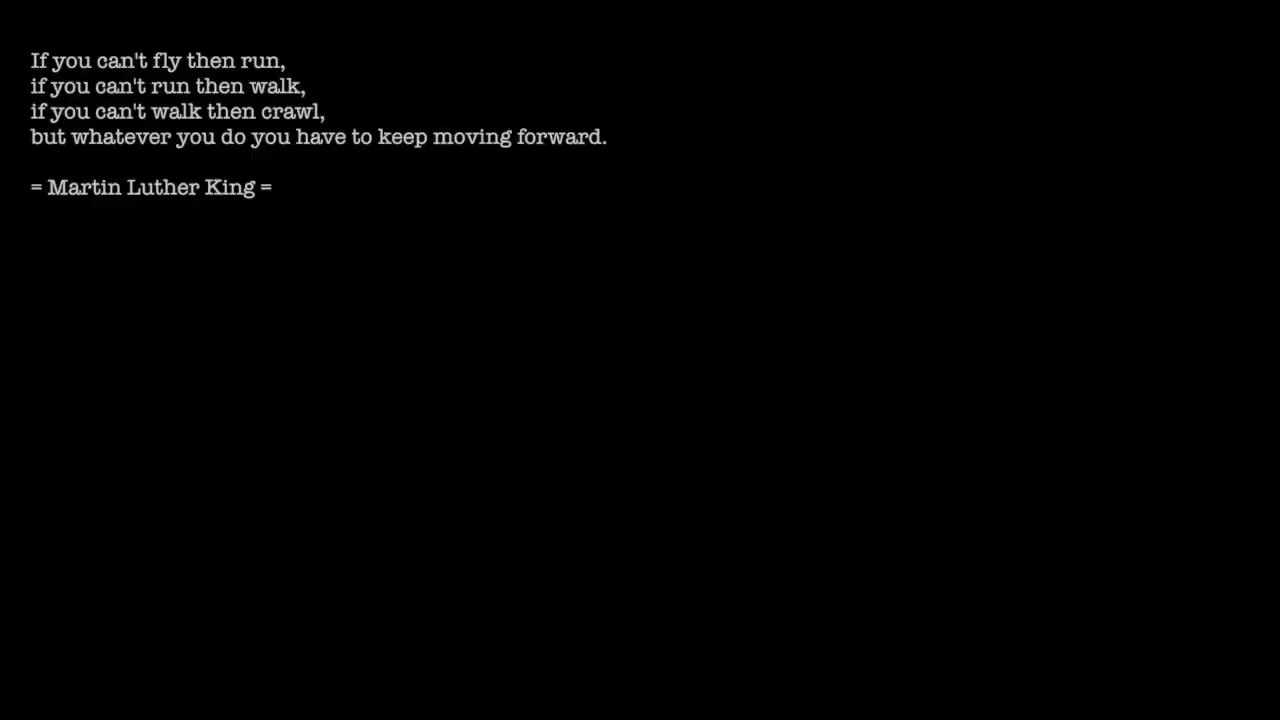 If you can't fly then run,
if you can't run then walk,
if you can't walk then crawl,
but whatever you do you have to keep moving forward.
= Martin Luther King =